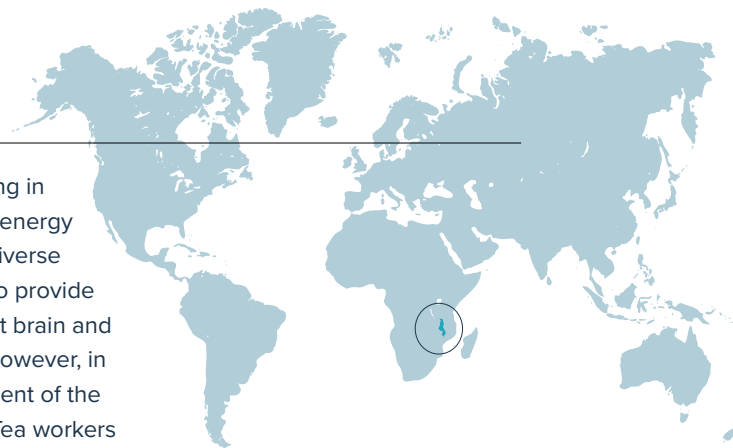 ng in
energy
iverse
o provide
t brain and
owever, in
ent of the
Tea workers